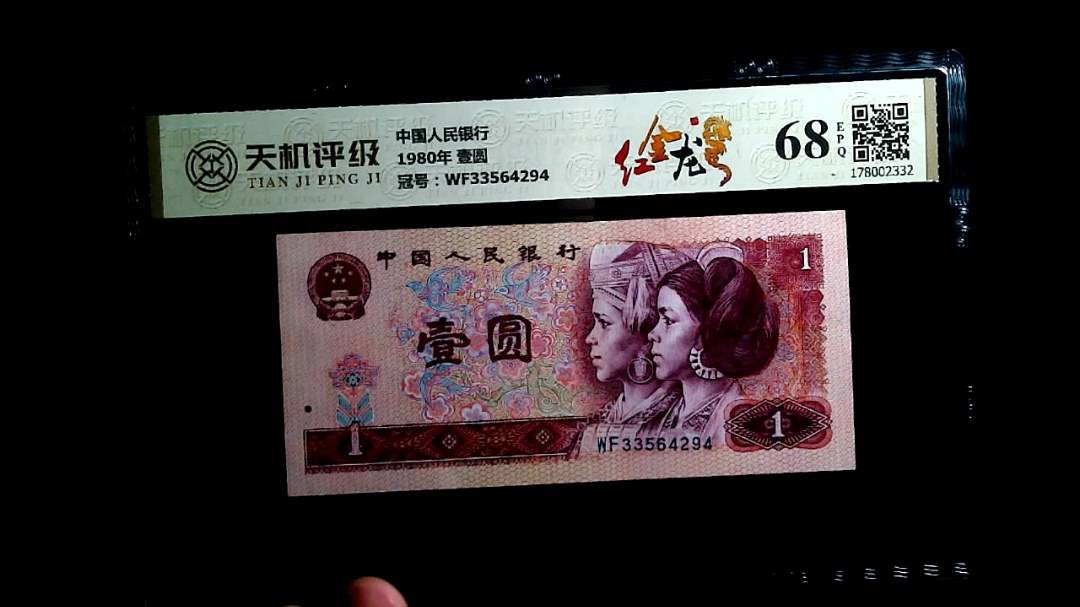 天机评级
TIAN JI PING JI
中国人民银行
1980年 壹圆
冠号：WF33564294
红金龙
68
EPQ
178002332
中国人民银行
1
壹圆
1
WF33564294
1